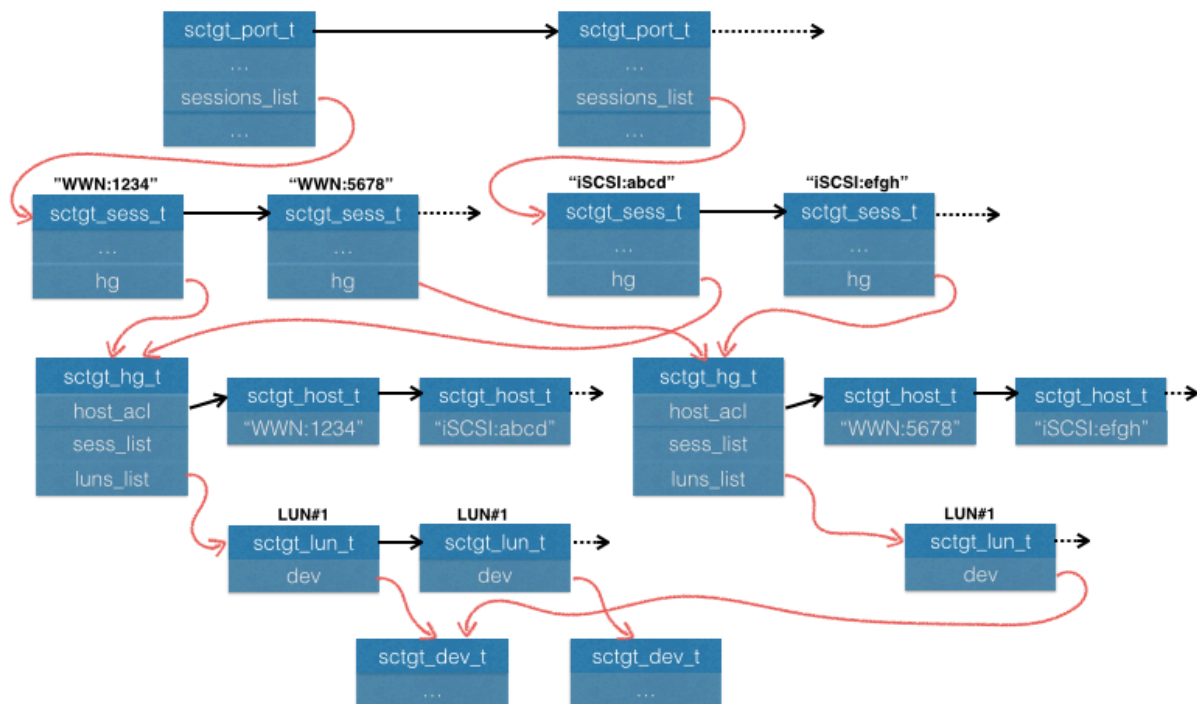 sctgt_port_t
...
sessions_list
...
sctgt_port_t
...
sessions_list
...
"WWN:1234"
sctgt_sess_t
...
hg
"WWN:5678"
sctgt_sess_t
...
hg
"iSCSI:abcd"
sctgt_sess_t
...
hg
"iSCSI:efgh"
sctgt_sess_t
...
hg
sctgt_hg_t
host_acl
sess_list
luns_list
sctgt_host_t
"WWN:1234"
sctgt_host_t
"iSCSI:abcd"
sctgt_hg_t
host_acl
sess_list
luns_list
sctgt_host_t
"WWN:5678"
sctgt_host_t
"iSCSI:efgh"
LUN#1
sctgt_lun_t
dev
LUN#1
sctgt_lun_t
dev
LUN#1
sctgt_lun_t
dev
sctgt_dev_t
...
sctgt_dev_t
...